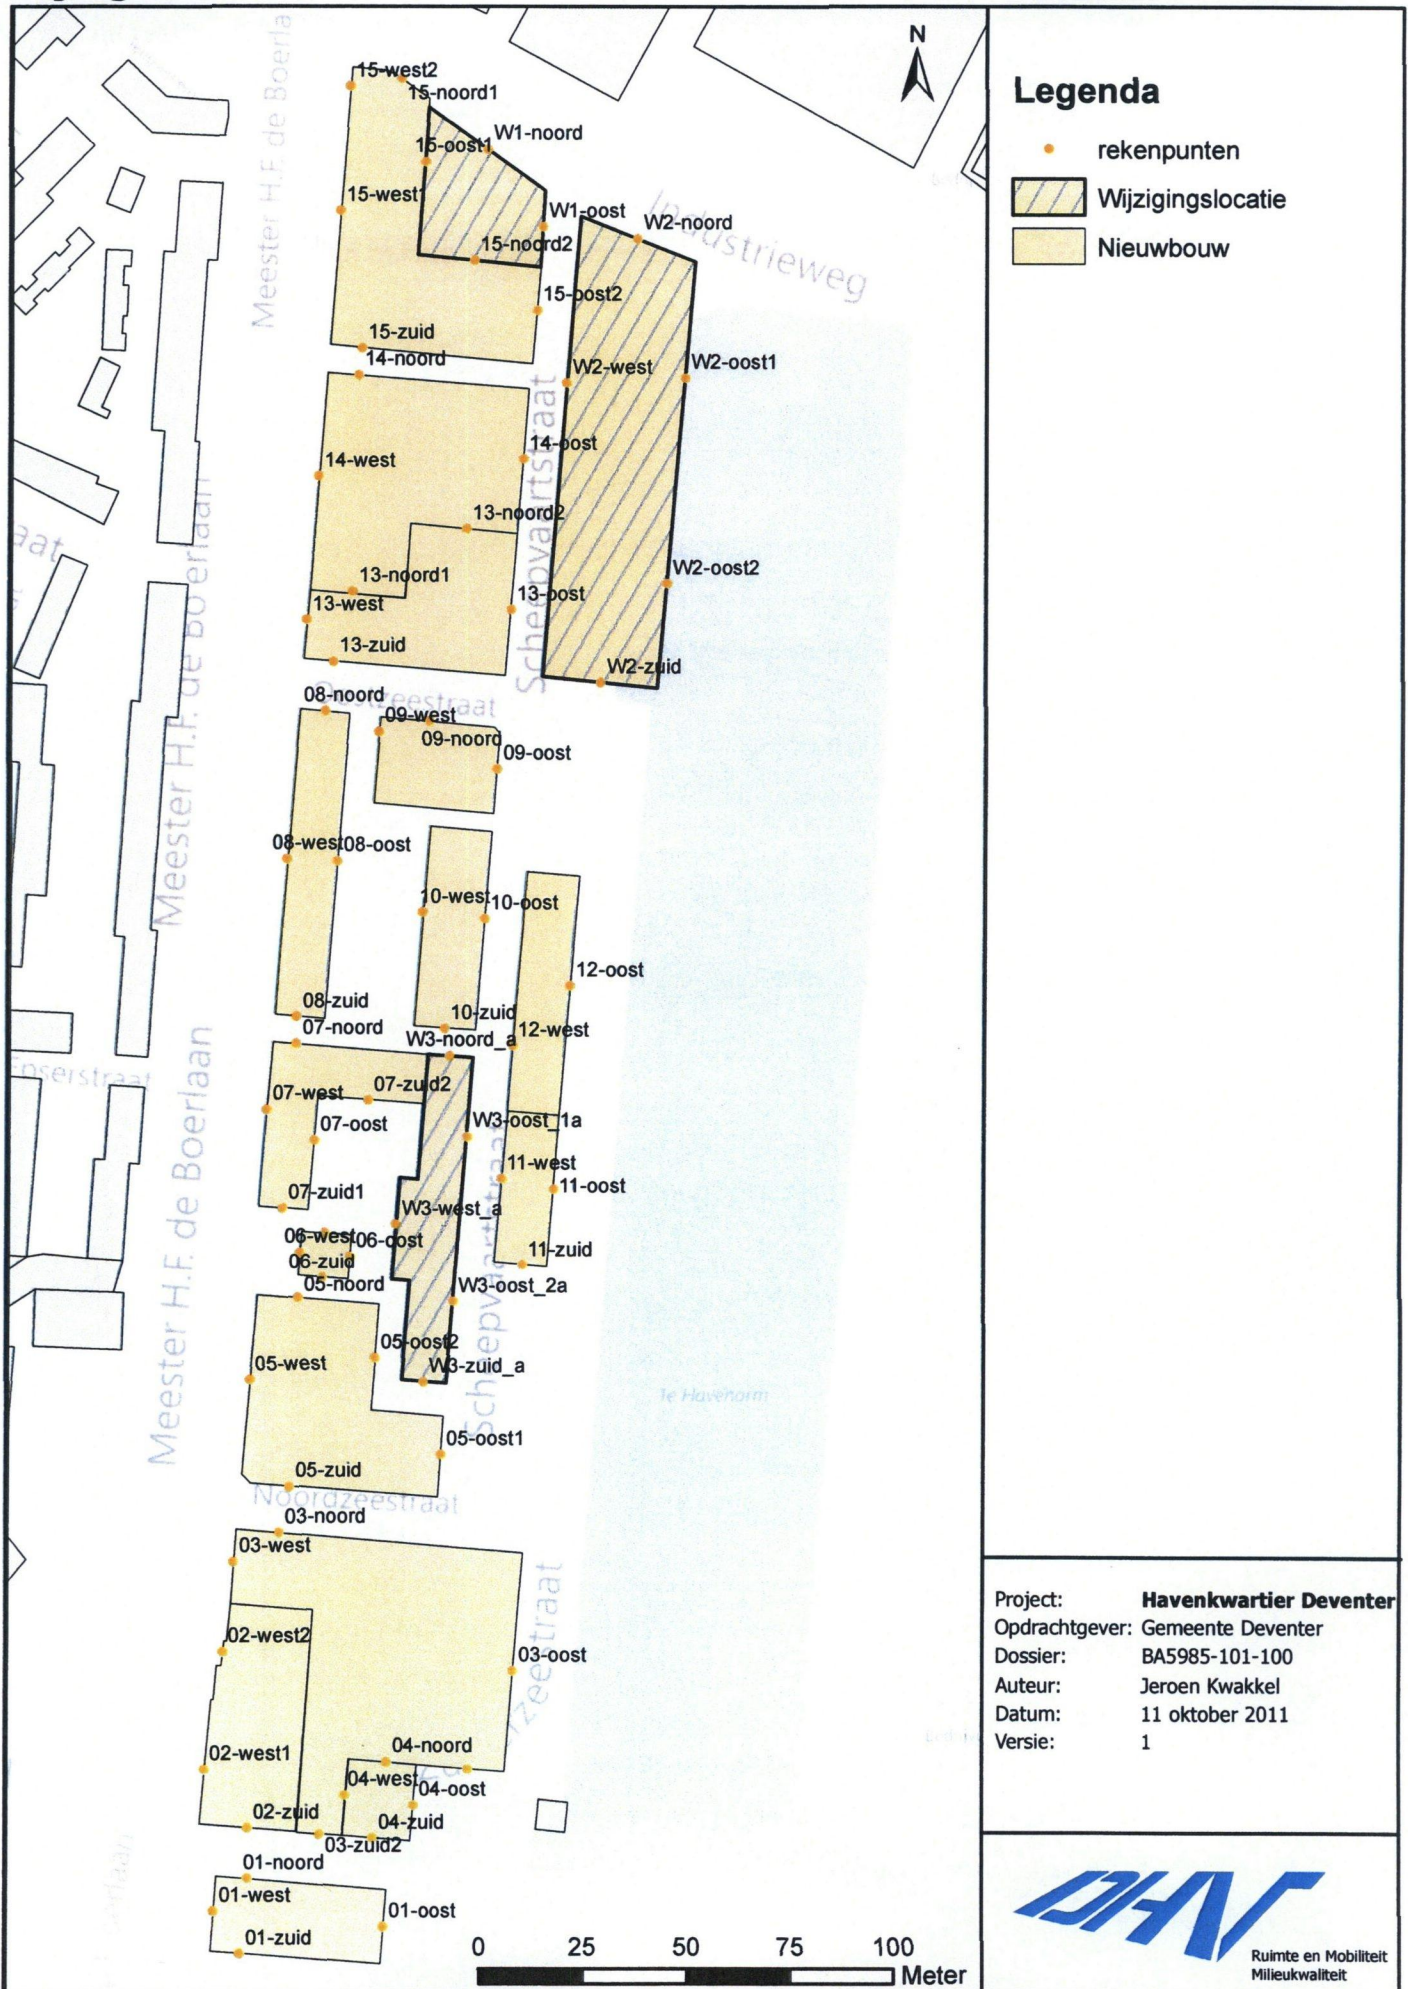 N
15-west2
15-noord1
W1-noord
15-oost1
15-west1
W1-oost
W2-noord
15-noord2
Industrieweg
15-oost2
15-zuid
14-noord
W2-west
W2-oost1
14-oost
14-west
13-noord2
W2-oost2
13-noord1
13-west
13-oost
13-zuid
W2-zuid
08-noord
Oostzeestraat
09-west
09-noord
09-oost
08-west
08-oost
10-west
10-oost
12-oost
08-zuid
10-zuid
12-west
07-noord
W3-noord_a
07-zuid2
07-west
W3-oost_1a
07-oost
11-west
11-oost
07-zuid1
W3-west_a
06-west
06-oost
11-zuid
06-zuid
05-noord
W3-oost_2a
05-oost2
05-west
W3-zuid_a
1e Havenarm
05-oost1
05-zuid
Noordzeestraat
03-noord
03-west
02-west2
03-oost
04-noord
02-west1
04-west
04-oost
02-zuid
04-zuid
03-zuid2
01-noord
01-west
01-oost
01-zuid
Meester H.F. de Boerla
Meester H.F. de Boerlaan
Meester H.F. de Boerlaan
Scheepvaartstraat
Scheepvaartstraat
zeestraat
aat
enserstraat
0 25 50 75 100
Meter
Legenda
rekenpunten
Wijzigingslocatie
Nieuwbouw
Project: Havenkwartier Deventer
Opdrachtgever: Gemeente Deventer
Dossier: BA5985-101-100
Auteur: Jeroen Kwakkel
Datum: 11 oktober 2011
Versie: 1
DHV
Ruimte en Mobiliteit
Milieukwaliteit